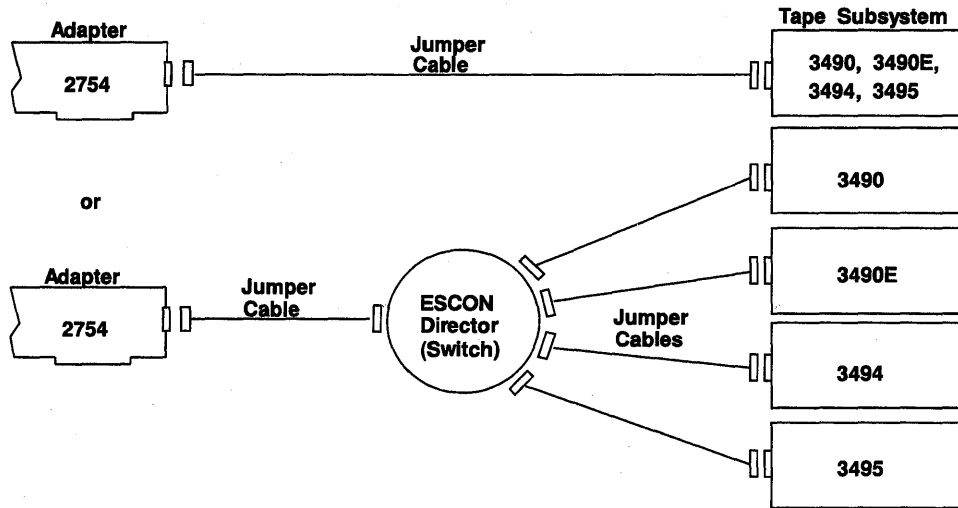 Adapter
2754
Jumper
Cable
Tape Subsystem
3490, 3490E,
3494, 3495
or
3490
Adapter
2754
Jumper
Cable
ESCON
Director
(Switch)
Jumper
Cables
3490E
3494
3495